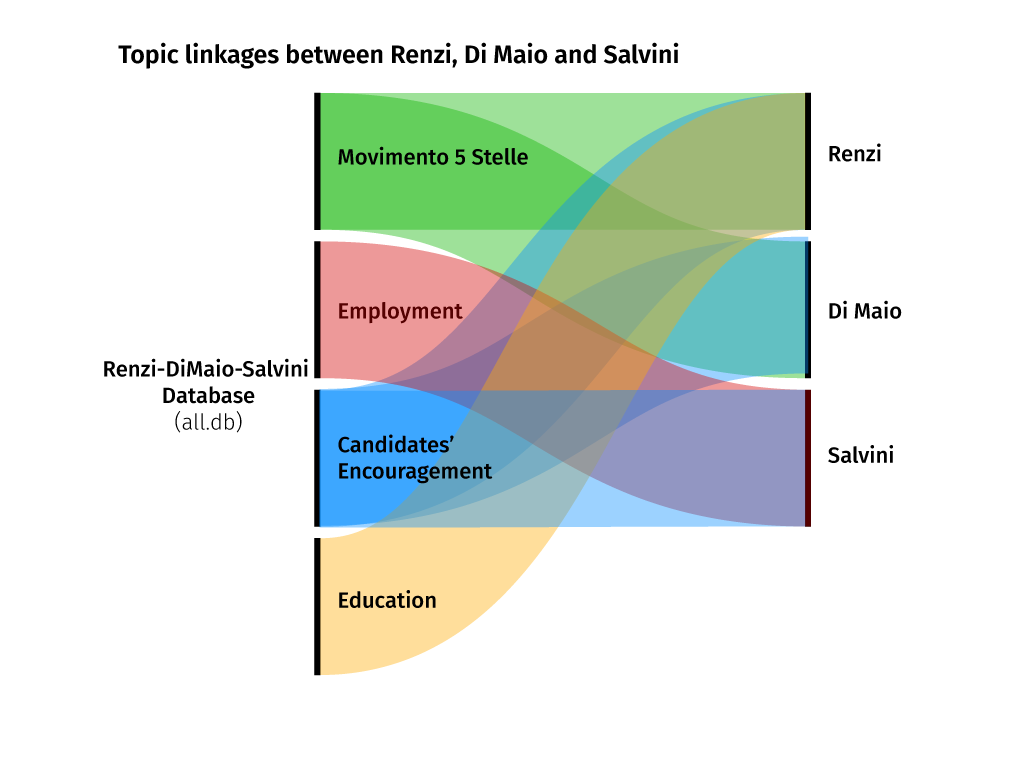 Topic linkages between Renzi, Di Maio and Salvini
Movimento 5 Stelle
Renzi
Employment
Di Maio
Renzi-DiMaio-Salvini
Database
(all.db)
Candidates’
Encouragement
Salvini
Education